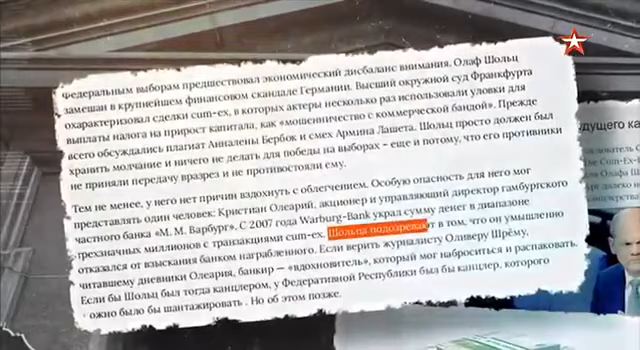 Федеральным выборам предшествовал экономический дисбаланс внимания. Олаф Шольц
замешан в крупнейшем финансовом скандале Германии. Высший окружной суд Франкфурта
охарактеризовал сделки cum-ex, в которых актеры несколько раз использовали уловки для
выплаты налога на прирост капитала, как «мошенничество с коммерческой бандой». Прежде
всего обсуждались плагиат Анналены Бербок и смех Армина Лашета. Шольц просто должен был
хранить молчание и ничего не делать для победы на выборах – еще и потому, что его противники
не приняли передачу вразрез и не противостояли ему.
Тем не менее, у него нет причин вздохнуть с облегчением. Особую опасность для него мог
представлять один человек: Кристиан Олеарий, акционер и управляющий директор гамбургского
частного банка «М. М. Варбург». С 2007 года Warburg-Bank украл сумму денег в диапазоне
трехзначных миллионов с транзакциями cum-ex. Шольца подозревают в том, что он умышленно
отказался от взыскания банком награбленного. Если верить журналисту Оливеру Шрёму,
читавшему дневники Олеария, банкир – «вдохновитель», который мог наброситься и распаковать.
Если бы Шольц был тогда канцлером, у Федеративной Республики был бы канцлер, которого
ожно было бы шантажировать . Но об этом позже.
дущего кан